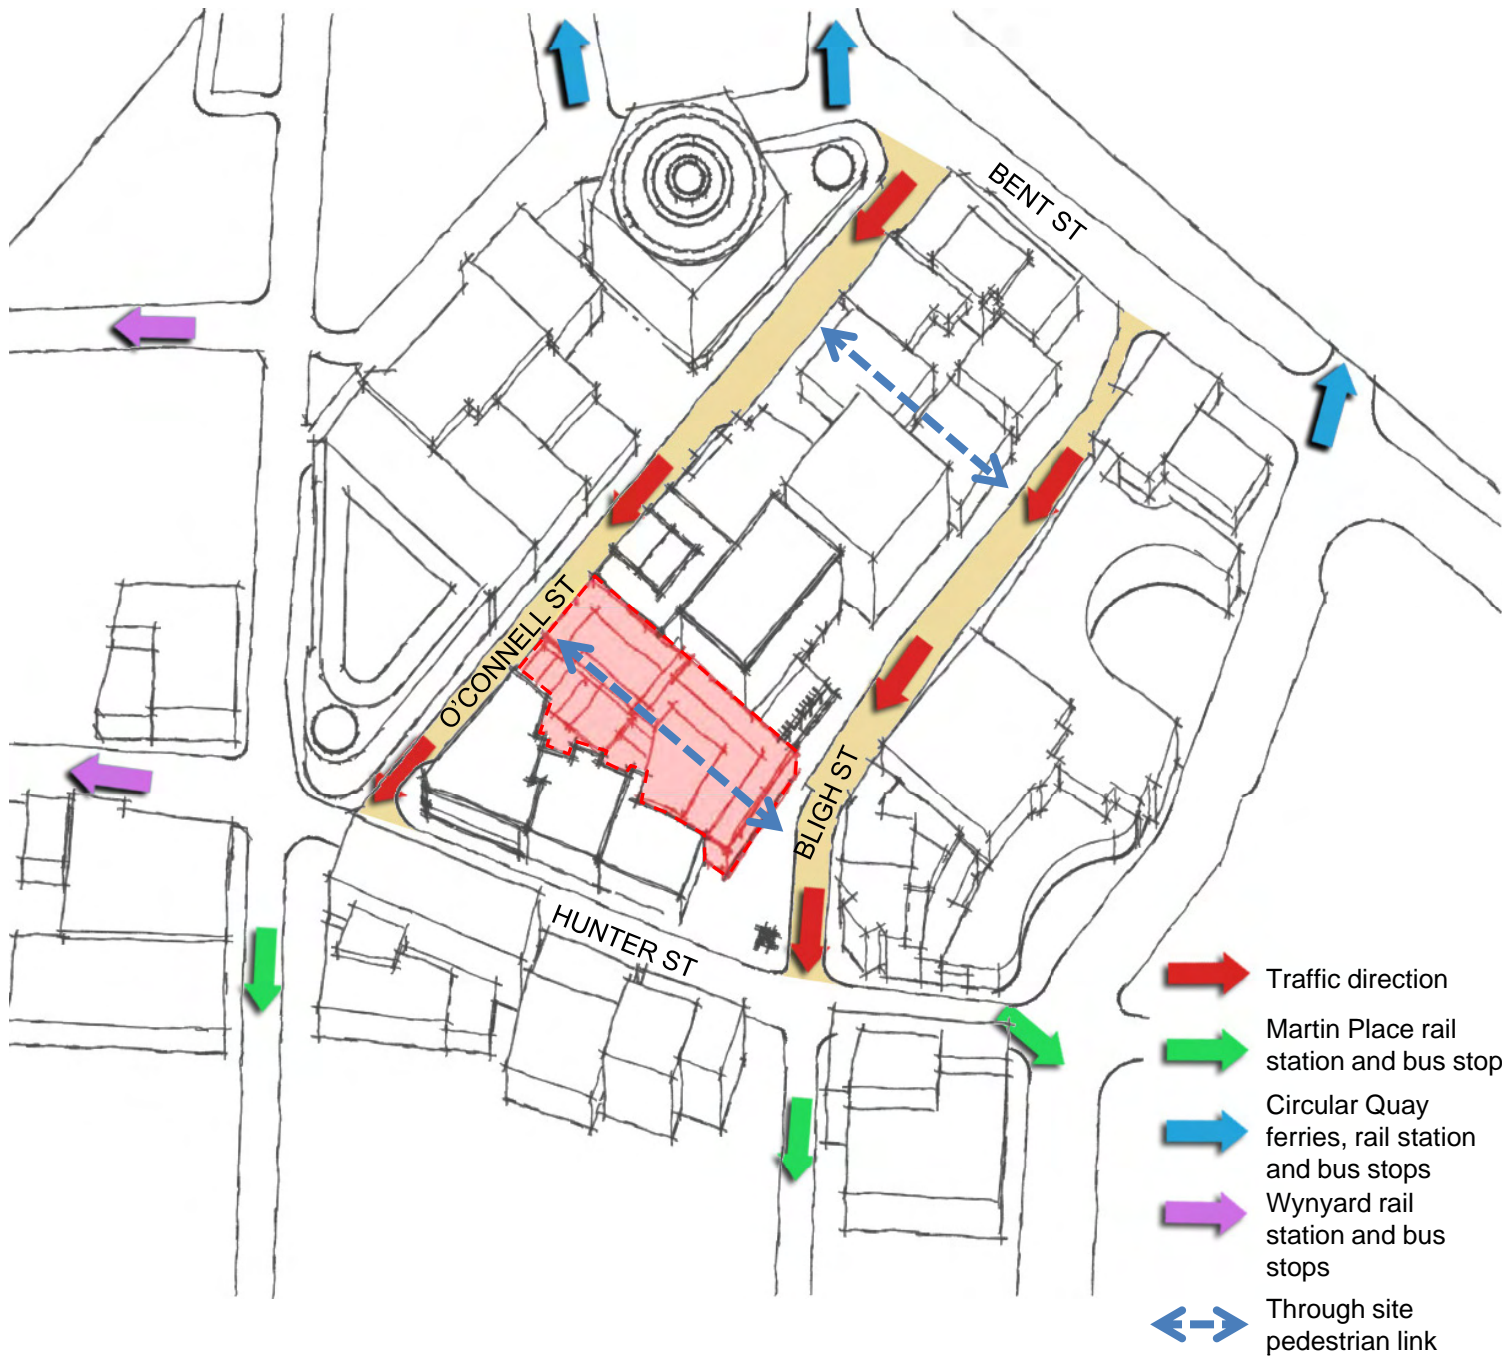 BENT ST
O'CONNELL ST
BLIGH ST
HUNTER ST
Traffic direction
Martin Place rail
station and bus stop
Circular Quay
ferries, rail station
and bus stops
Wynyard rail
station and bus
stops
Through site
pedestrian link